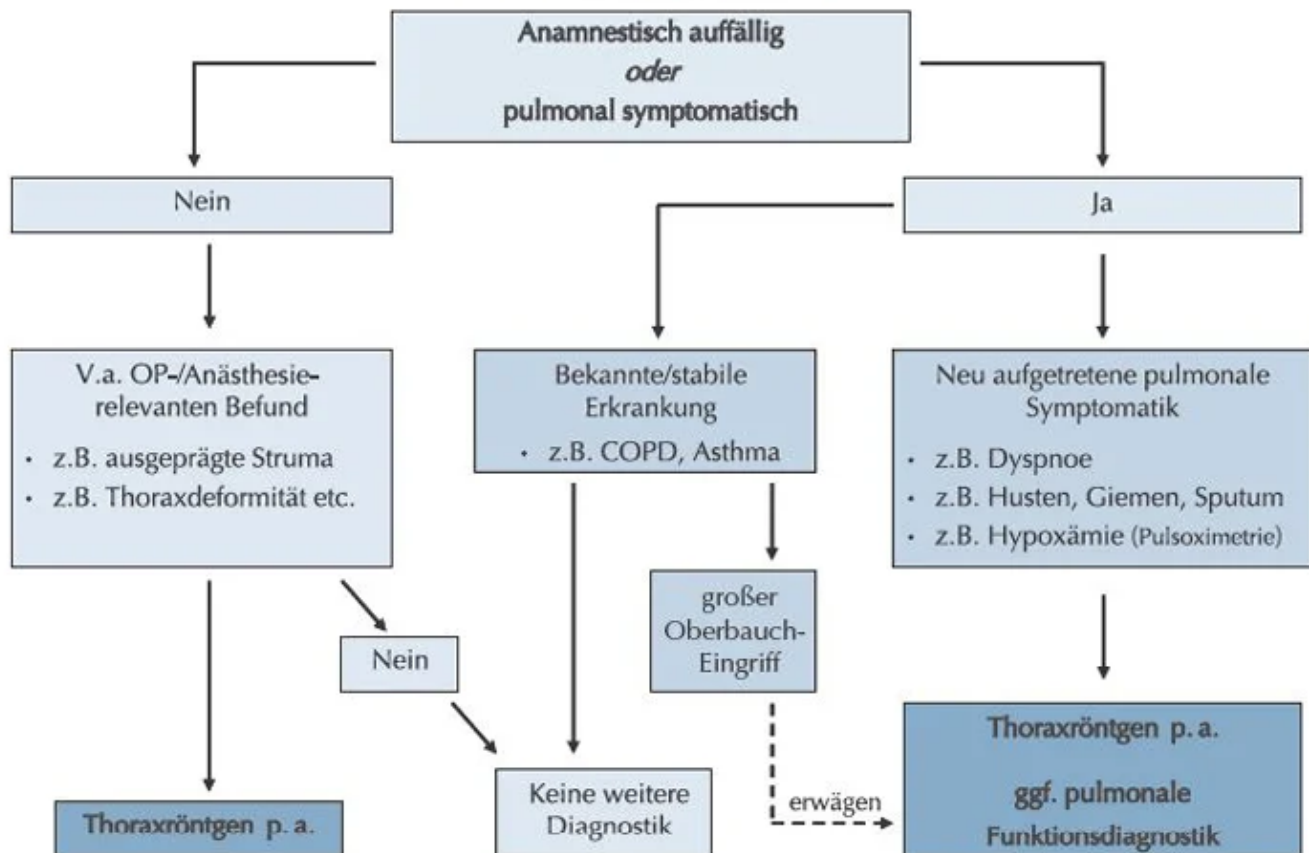 Anamnestisch auffällig
oder
pulmonal symptomatisch
Nein
Ja
V.a. OP-/Anästhesie-
relevanten Befund
· z.B. ausgeprägte Struma
· z.B. Thoraxdeformität etc.
Bekannte/stabile
Erkrankung
· z.B. COPD, Asthma
Neu aufgetretene pulmonale
Symptomatik
· z.B. Dyspnoe
· z.B. Husten, Giemen, Sputum
· z.B. Hypoxämie (Pulsoximetrie)
Nein
großer
Oberbauch-
Eingriff
Thoraxröntgen p. a.
Keine weitere
Diagnostik
erwägen
Thoraxröntgen p. a.
ggf. pulmonale
Funktionsdiagnostik